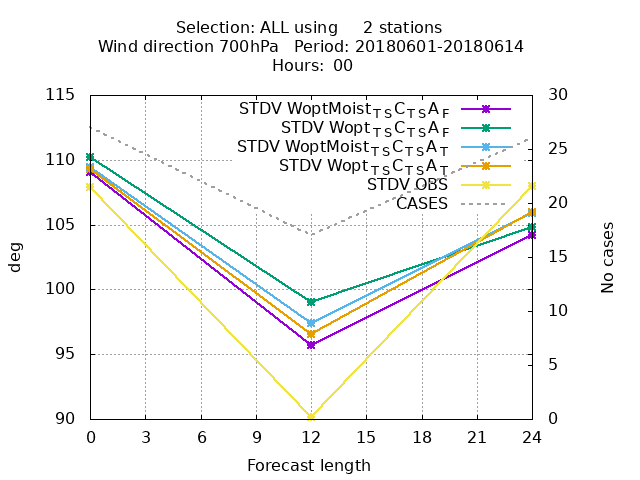 Selection: ALL using 2 stations
Wind direction 700hPa Period: 20180601-20180614
Hours: 00
115
110
105
100
95
90
deg
30
25
20
15
10
5
0
No cases
STDV WoptMoist_TS C_TS A_F
STDV Wopt_TS C_TS A_F
STDV WoptMoist_TS C_TS A_T
STDV Wopt_TS C_TS A_T
STDV OBS
CASES
0 3 6 9 12 15 18 21 24
Forecast length